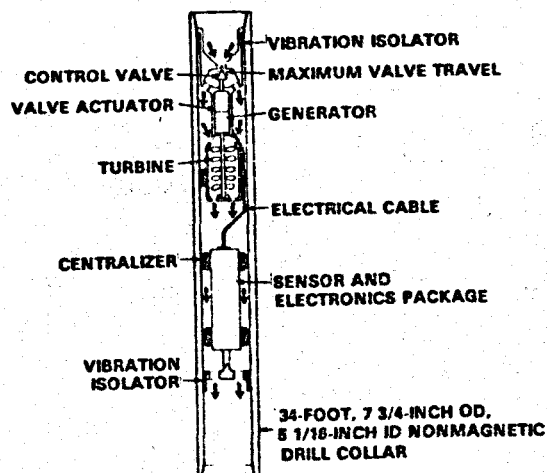 VIBRATION ISOLATOR
CONTROL VALVE
MAXIMUM VALVE TRAVEL
VALVE ACTUATOR
GENERATOR
TURBINE
ELECTRICAL CABLE
CENTRALIZER
SENSOR AND
ELECTRONICS PACKAGE
VIBRATION
ISOLATOR
34-FOOT, 7 3/4-INCH OD,
5 1/16-INCH ID NONMAGNETIC
DRILL COLLAR